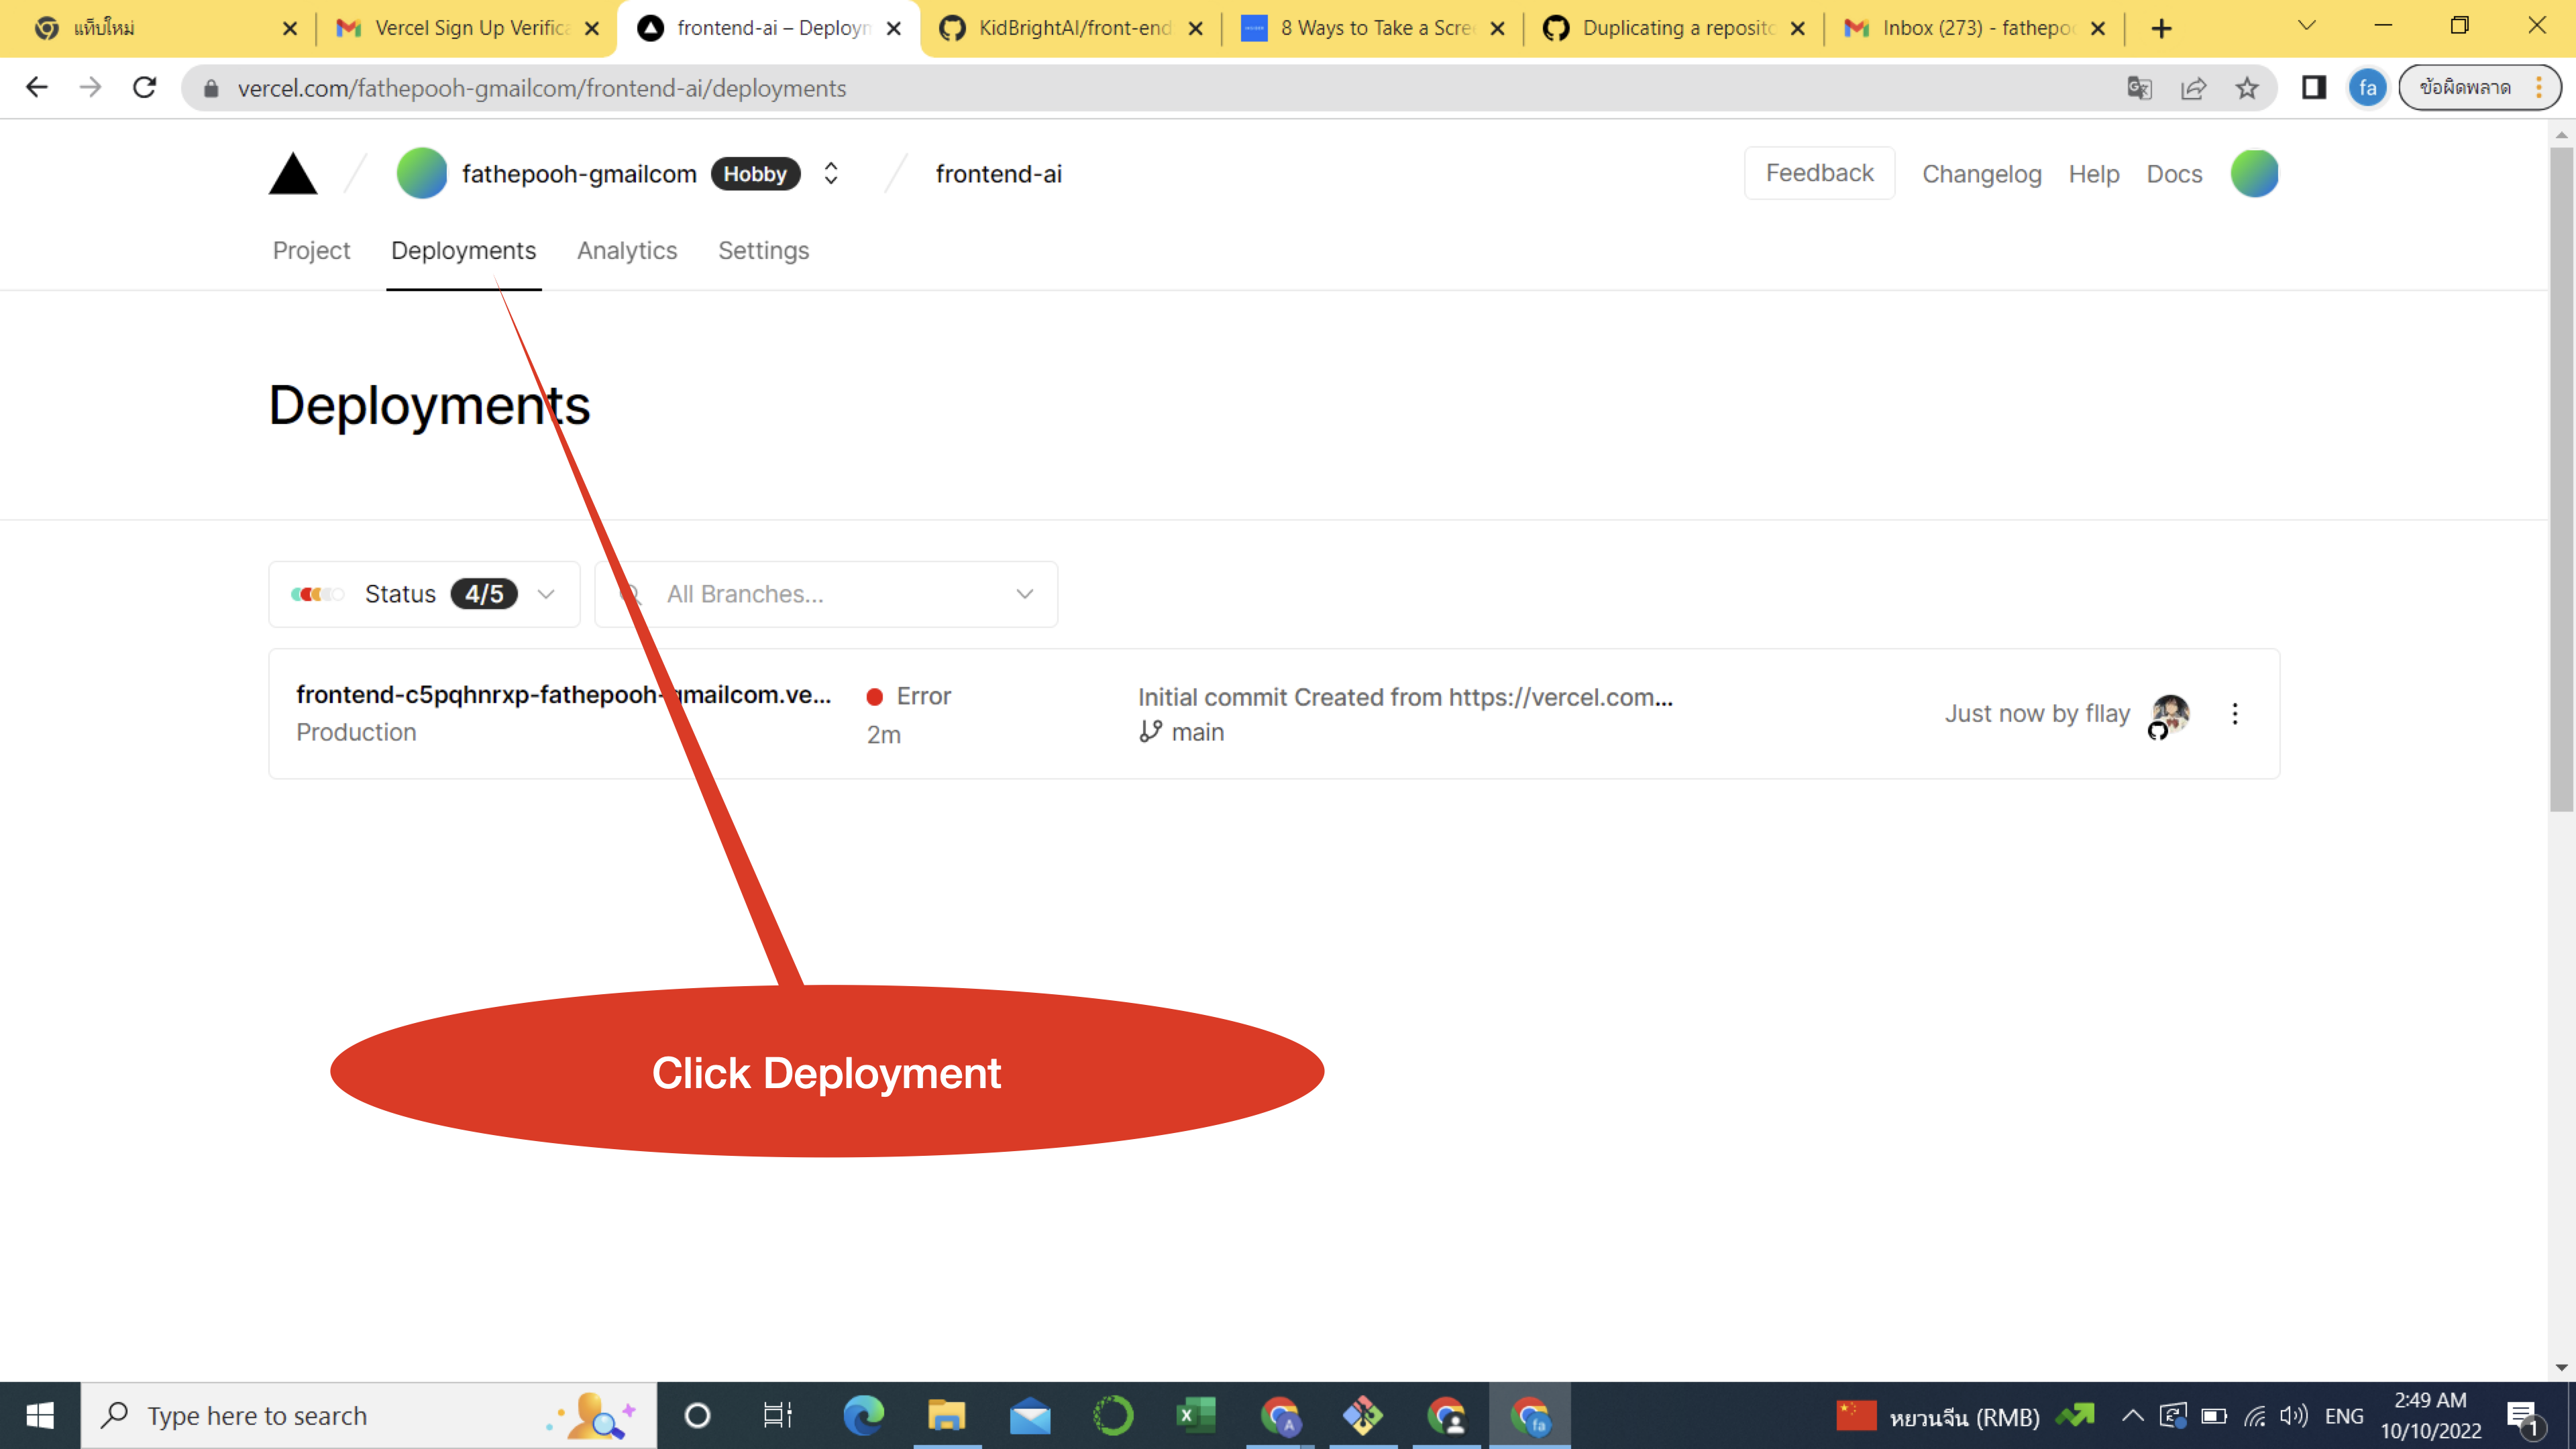 แท็บใหม่
Vercel Sign Up Verifica
frontend-ai – Deploym
KidBrightAI/front-end
8 Ways to Take a Scre
Duplicating a reposito
Inbox (273) - fathepoo
vercel.com/fathepooh-gmailcom/frontend-ai/deployments
fa
ข้อผิดพลาด
fathepooh-gmailcom Hobby
frontend-ai
Feedback
Changelog
Help
Docs
Project
Deployments
Analytics
Settings
Deployments
Status 4/5
All Branches...
frontend-c5pqhnrxp-fathepooh-gmailcom.ve...
Production
Error
2m
Initial commit Created from https://vercel.com...
main
Just now by fllay
Click Deployment
Type here to search
หยวนจีน (RMB)
ENG
2:49 AM
10/10/2022
1